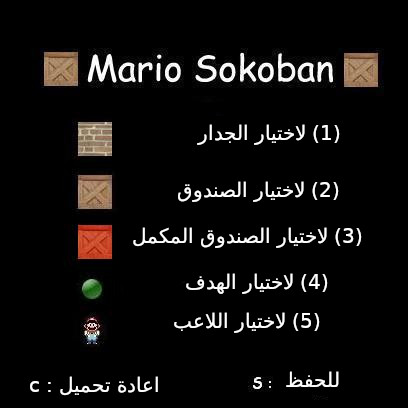 Mario Sokoban
(1) لاختيار الجدار
(2) لاختيار الصندوق
(3) لاختيار الصندوق المكمل
(4) لاختيار الهدف
(5) لاختيار اللاعب
للحفظ : S
اعادة تحميل : c